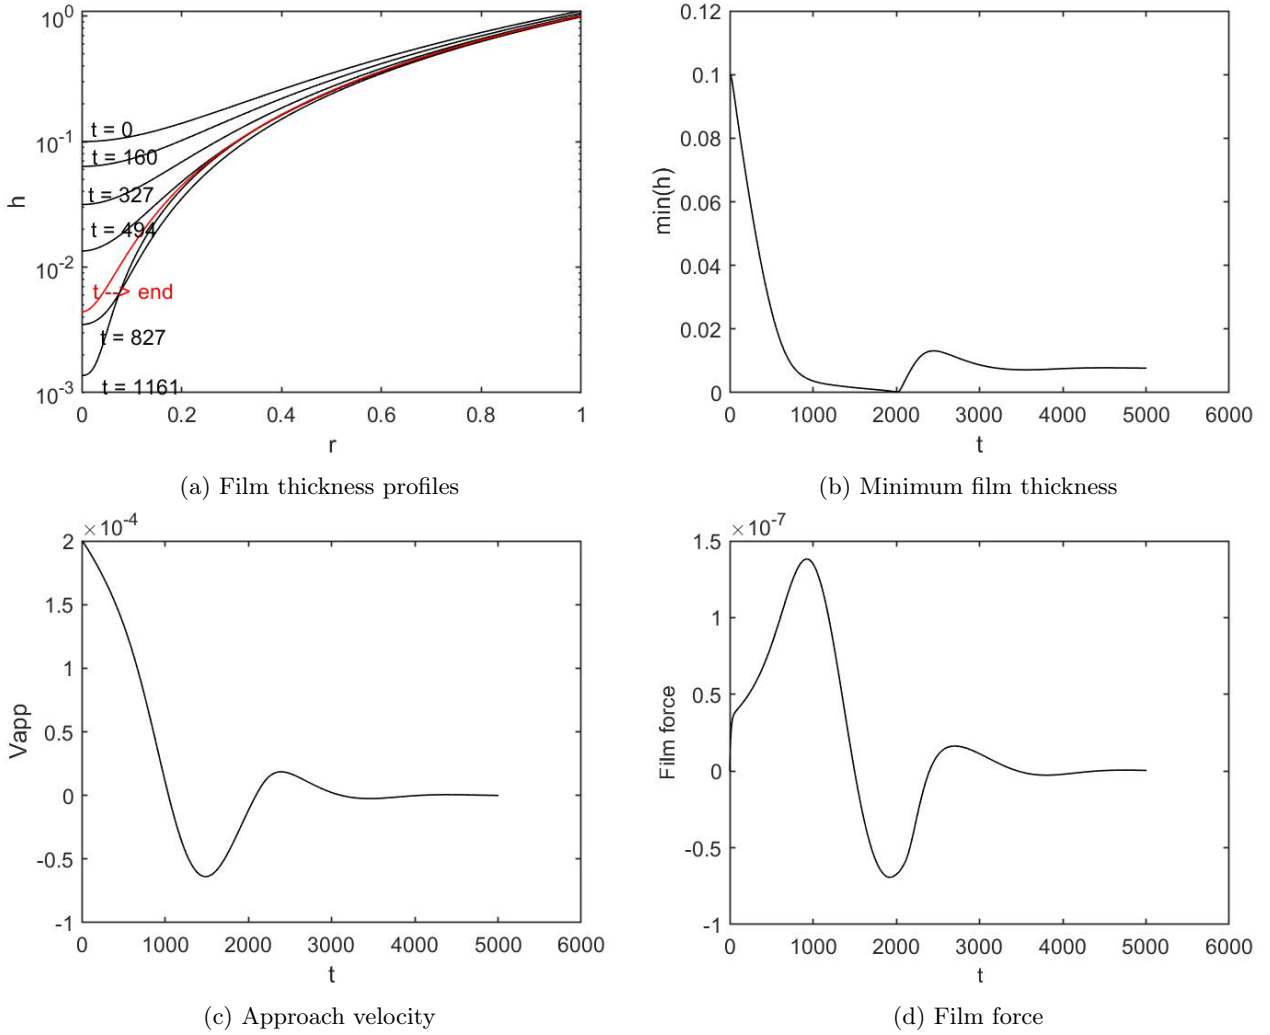 10^0
10^-1
10^-2
10^-3
h
t = 0
t = 160
t = 327
t = 494
t --> end
t = 827
t = 1161
0 0.2 0.4 0.6 0.8 1
r
(a) Film thickness profiles
0.12
0.1
0.08
0.06
0.04
0.02
0
min(h)
0 1000 2000 3000 4000 5000 6000
t
(b) Minimum film thickness
×10^-4
2
1.5
1
0.5
0
-0.5
-1
Vapp
0 1000 2000 3000 4000 5000 6000
t
(c) Approach velocity
×10^-7
1.5
1
0.5
0
-0.5
-1
Film force
0 1000 2000 3000 4000 5000 6000
t
(d) Film force